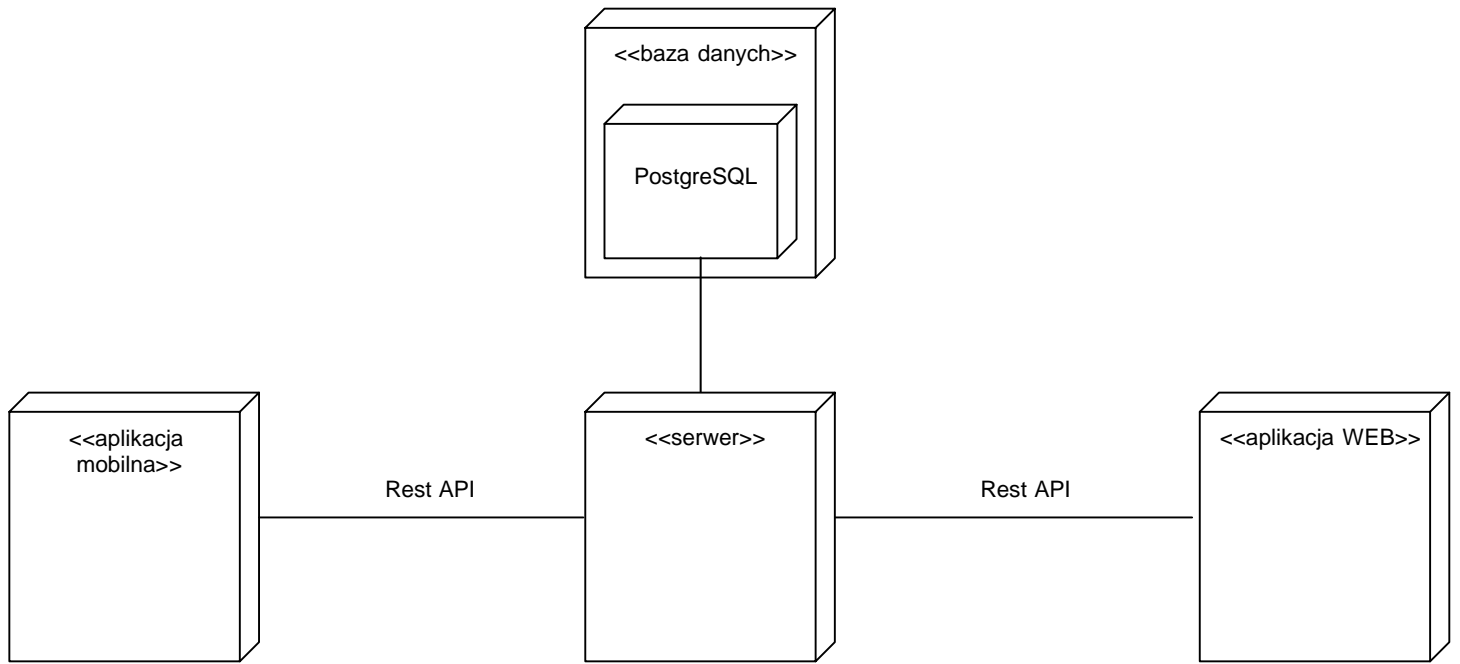 <<baza danych>>
PostgreSQL
<<aplikacja
mobilna>>
Rest API
<<serwer>>
Rest API
<<aplikacja WEB>>